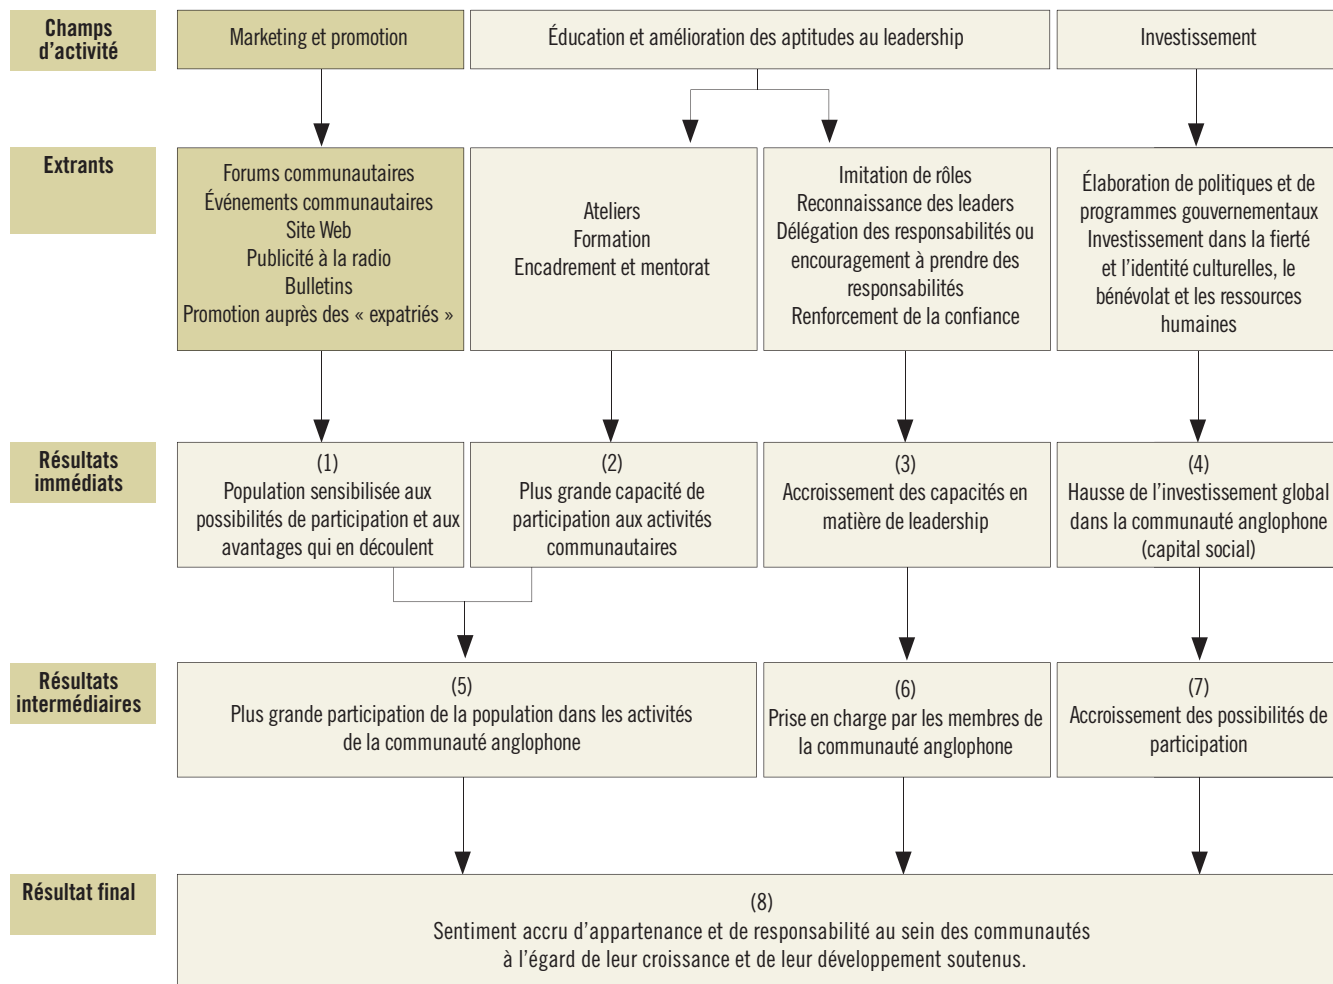 Champs
d’activité
Marketing et promotion
Éducation et amélioration des aptitudes au leadership
Investissement
Extrants
Forums communautaires
Événements communautaires
Site Web
Publicité à la radio
Bulletins
Promotion auprès des « expatriés »
Ateliers
Formation
Encadrement et mentorat
Imitation de rôles
Reconnaissance des leaders
Délégation des responsabilités ou
encouragement à prendre des
responsabilités
Renforcement de la confiance
Élaboration de politiques et de
programmes gouvernementaux
Investissement dans la fierté
et l’identité culturelles, le
bénévolat et les ressources
humaines
Résultats
immédiats
(1)
Population sensibilisée aux
possibilités de participation et aux
avantages qui en découlent
(2)
Plus grande capacité de
participation aux activités
communautaires
(3)
Accroissement des capacités en
matière de leadership
(4)
Hausse de l’investissement global
dans la communauté anglophone
(capital social)
Résultats
intermédiaires
(5)
Plus grande participation de la population dans les activités
de la communauté anglophone
(6)
Prise en charge par les membres de
la communauté anglophone
(7)
Accroissement des possibilités de
participation
Résultat final
(8)
Sentiment accru d’appartenance et de responsabilité au sein des communautés
à l’égard de leur croissance et de leur développement soutenus.